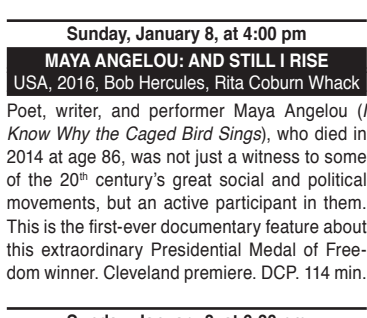 Sunday, January 8, at 4:00 pm
MAYA ANGELOU: AND STILL I RISE
USA, 2016, Bob Hercules, Rita Coburn Whack
Poet, writer, and performer Maya Angelou (I
Know Why the Caged Bird Sings), who died in
2014 at age 86, was not just a witness to some
of the 20th century's great social and political
movements, but an active participant in them.
This is the first-ever documentary feature about
this extraordinary Presidential Medal of Free-
dom winner. Cleveland premiere. DCP. 114 min.